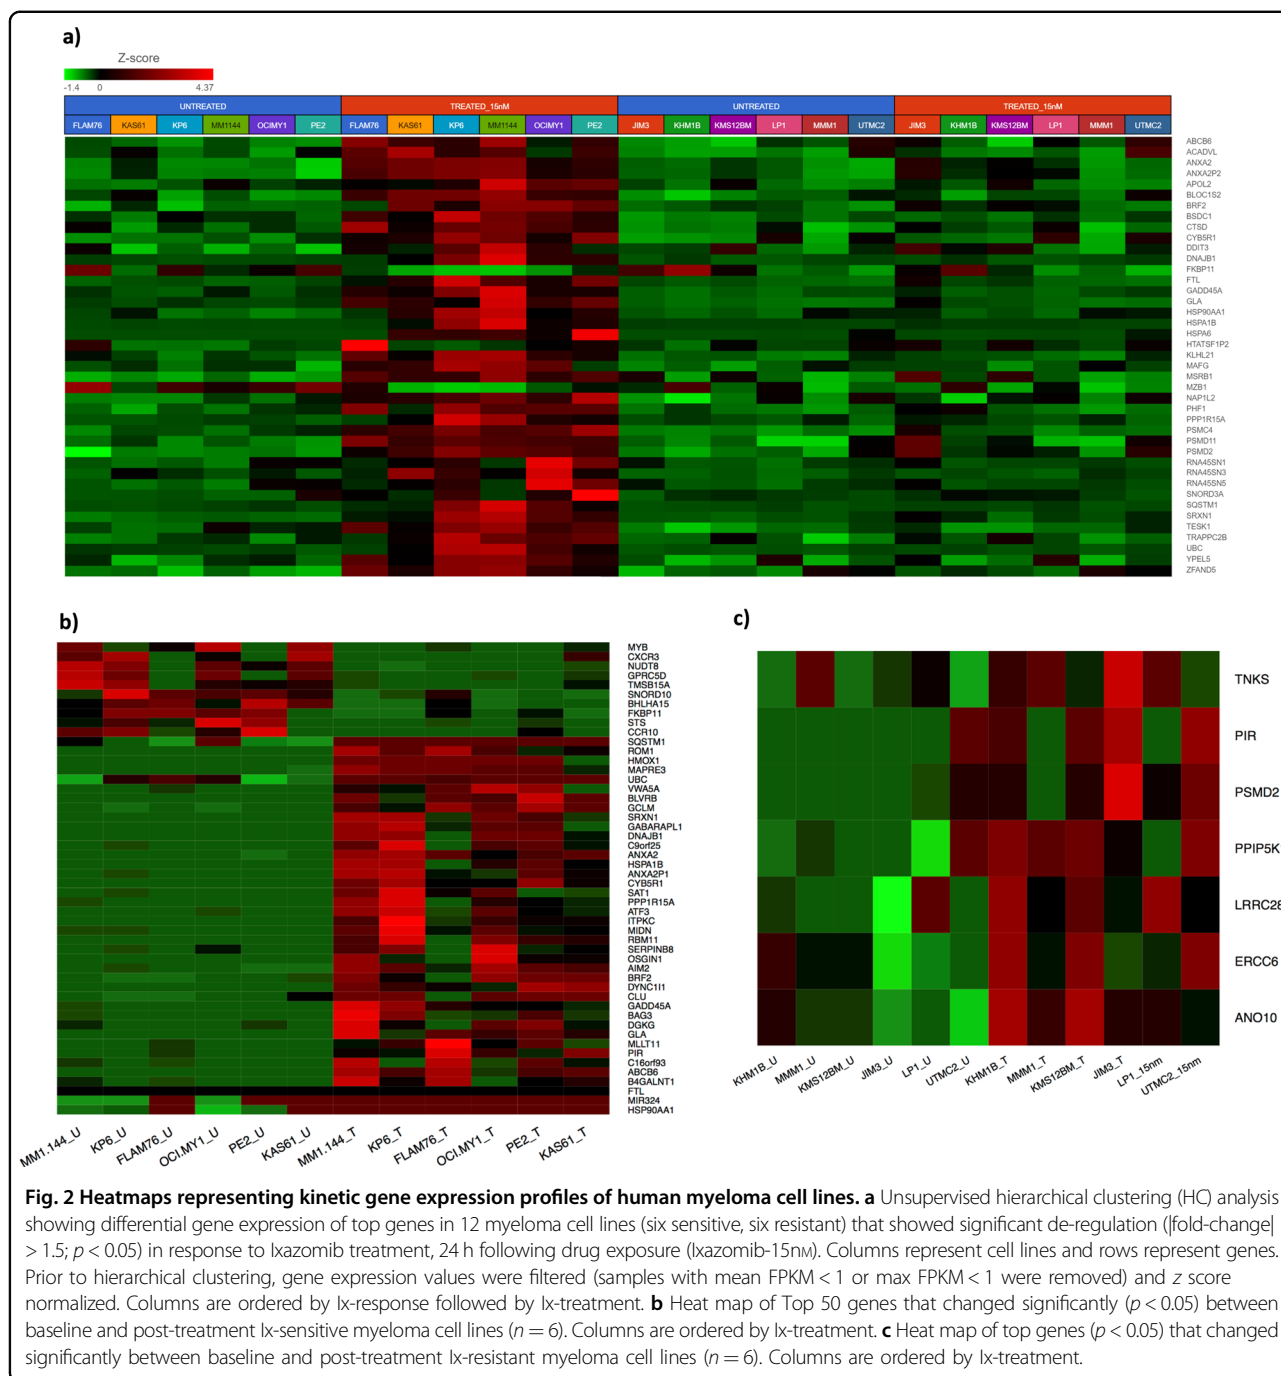 a)
Z-score
-1.4 0 4.37
UNTREATED TREATED_15nM UNTREATED TREATED_15nM
FLAM76 KAS61 KP6 MM1144 OCIMY1 PE2 FLAM76 KAS61 KP6 MM1144 OCIMY1 PE2 JIM3 KHM1B KMS12BM LP1 MMM1 UTMC2 JIM3 KHM1B KMS12BM LP1 MMM1 UTMC2
ABCB6
ACADVL
ANXA2
ANXA2P2
APOL2
BLOC1S2
BRF2
BSDC1
CTSD
CYB5R1
DDIT3
DNAJB1
FKBP11
FTL
GADD45A
GLA
HSP90AA1
HSPA1B
HSPA6
HTATSF1P2
KLHL21
MAFG
MSRB1
MZB1
NAP1L2
PHF1
PPP1R15A
PSMC4
PSMD11
PSMD2
RNA45SN1
RNA45SN3
RNA45SN5
SNORD3A
SQSTM1
SRXN1
TESK1
TRAPPC2B
UBC
YPEL5
ZFAND5
b)
MYB
CXCR3
NUDT8
GPRC5D
TMSB15A
SNORD10
BHLHA15
FKBP11
STS
CCR10
SQSTM1
ROM1
HMOX1
MAPRE3
UBC
VWA5A
BLVRB
GCLM
SRXN1
GABARAPL1
DNAJB1
C9orf25
ANXA2
HSPA1B
ANXA2P1
CYB5R1
SAT1
PPP1R15A
ATF3
ITPKC
MIDN
RBM11
SERPINB8
OSGIN1
AIM2
BRF2
DYNC1I1
CLU
GADD45A
BAG3
DGKG
GLA
MLLT11
PIR
C16orf93
ABCB6
B4GALNT1
FTL
MIR324
HSP90AA1
MM1.144_U KP6_U FLAM76_U OCI.MY1_U PE2_U KAS61_U MM1.144_T KP6_T FLAM76_T OCI.MY1_T PE2_T KAS61_T
c)
TNKS
PIR
PSMD2
PPIP5K
LRRC28
ERCC6
ANO10
KHM1B_U MMM1_U KMS12BM_U JIM3_U LP1_U UTMC2_U KHM1B_T MMM1_T KMS12BM_T JIM3_T LP1_15nm UTMC2_15nm
Fig. 2 Heatmaps representing kinetic gene expression profiles of human myeloma cell lines. a Unsupervised hierarchical clustering (HC) analysis
showing differential gene expression of top genes in 12 myeloma cell lines (six sensitive, six resistant) that showed significant de-regulation (|fold-change|
> 1.5; p < 0.05) in response to Ixazomib treatment, 24 h following drug exposure (Ixazomib-15nM). Columns represent cell lines and rows represent genes.
Prior to hierarchical clustering, gene expression values were filtered (samples with mean FPKM < 1 or max FPKM < 1 were removed) and z score
normalized. Columns are ordered by Ix-response followed by Ix-treatment. b Heat map of Top 50 genes that changed significantly (p < 0.05) between
baseline and post-treatment Ix-sensitive myeloma cell lines (n = 6). Columns are ordered by Ix-treatment. c Heat map of top genes (p < 0.05) that changed
significantly between baseline and post-treatment Ix-resistant myeloma cell lines (n = 6). Columns are ordered by Ix-treatment.